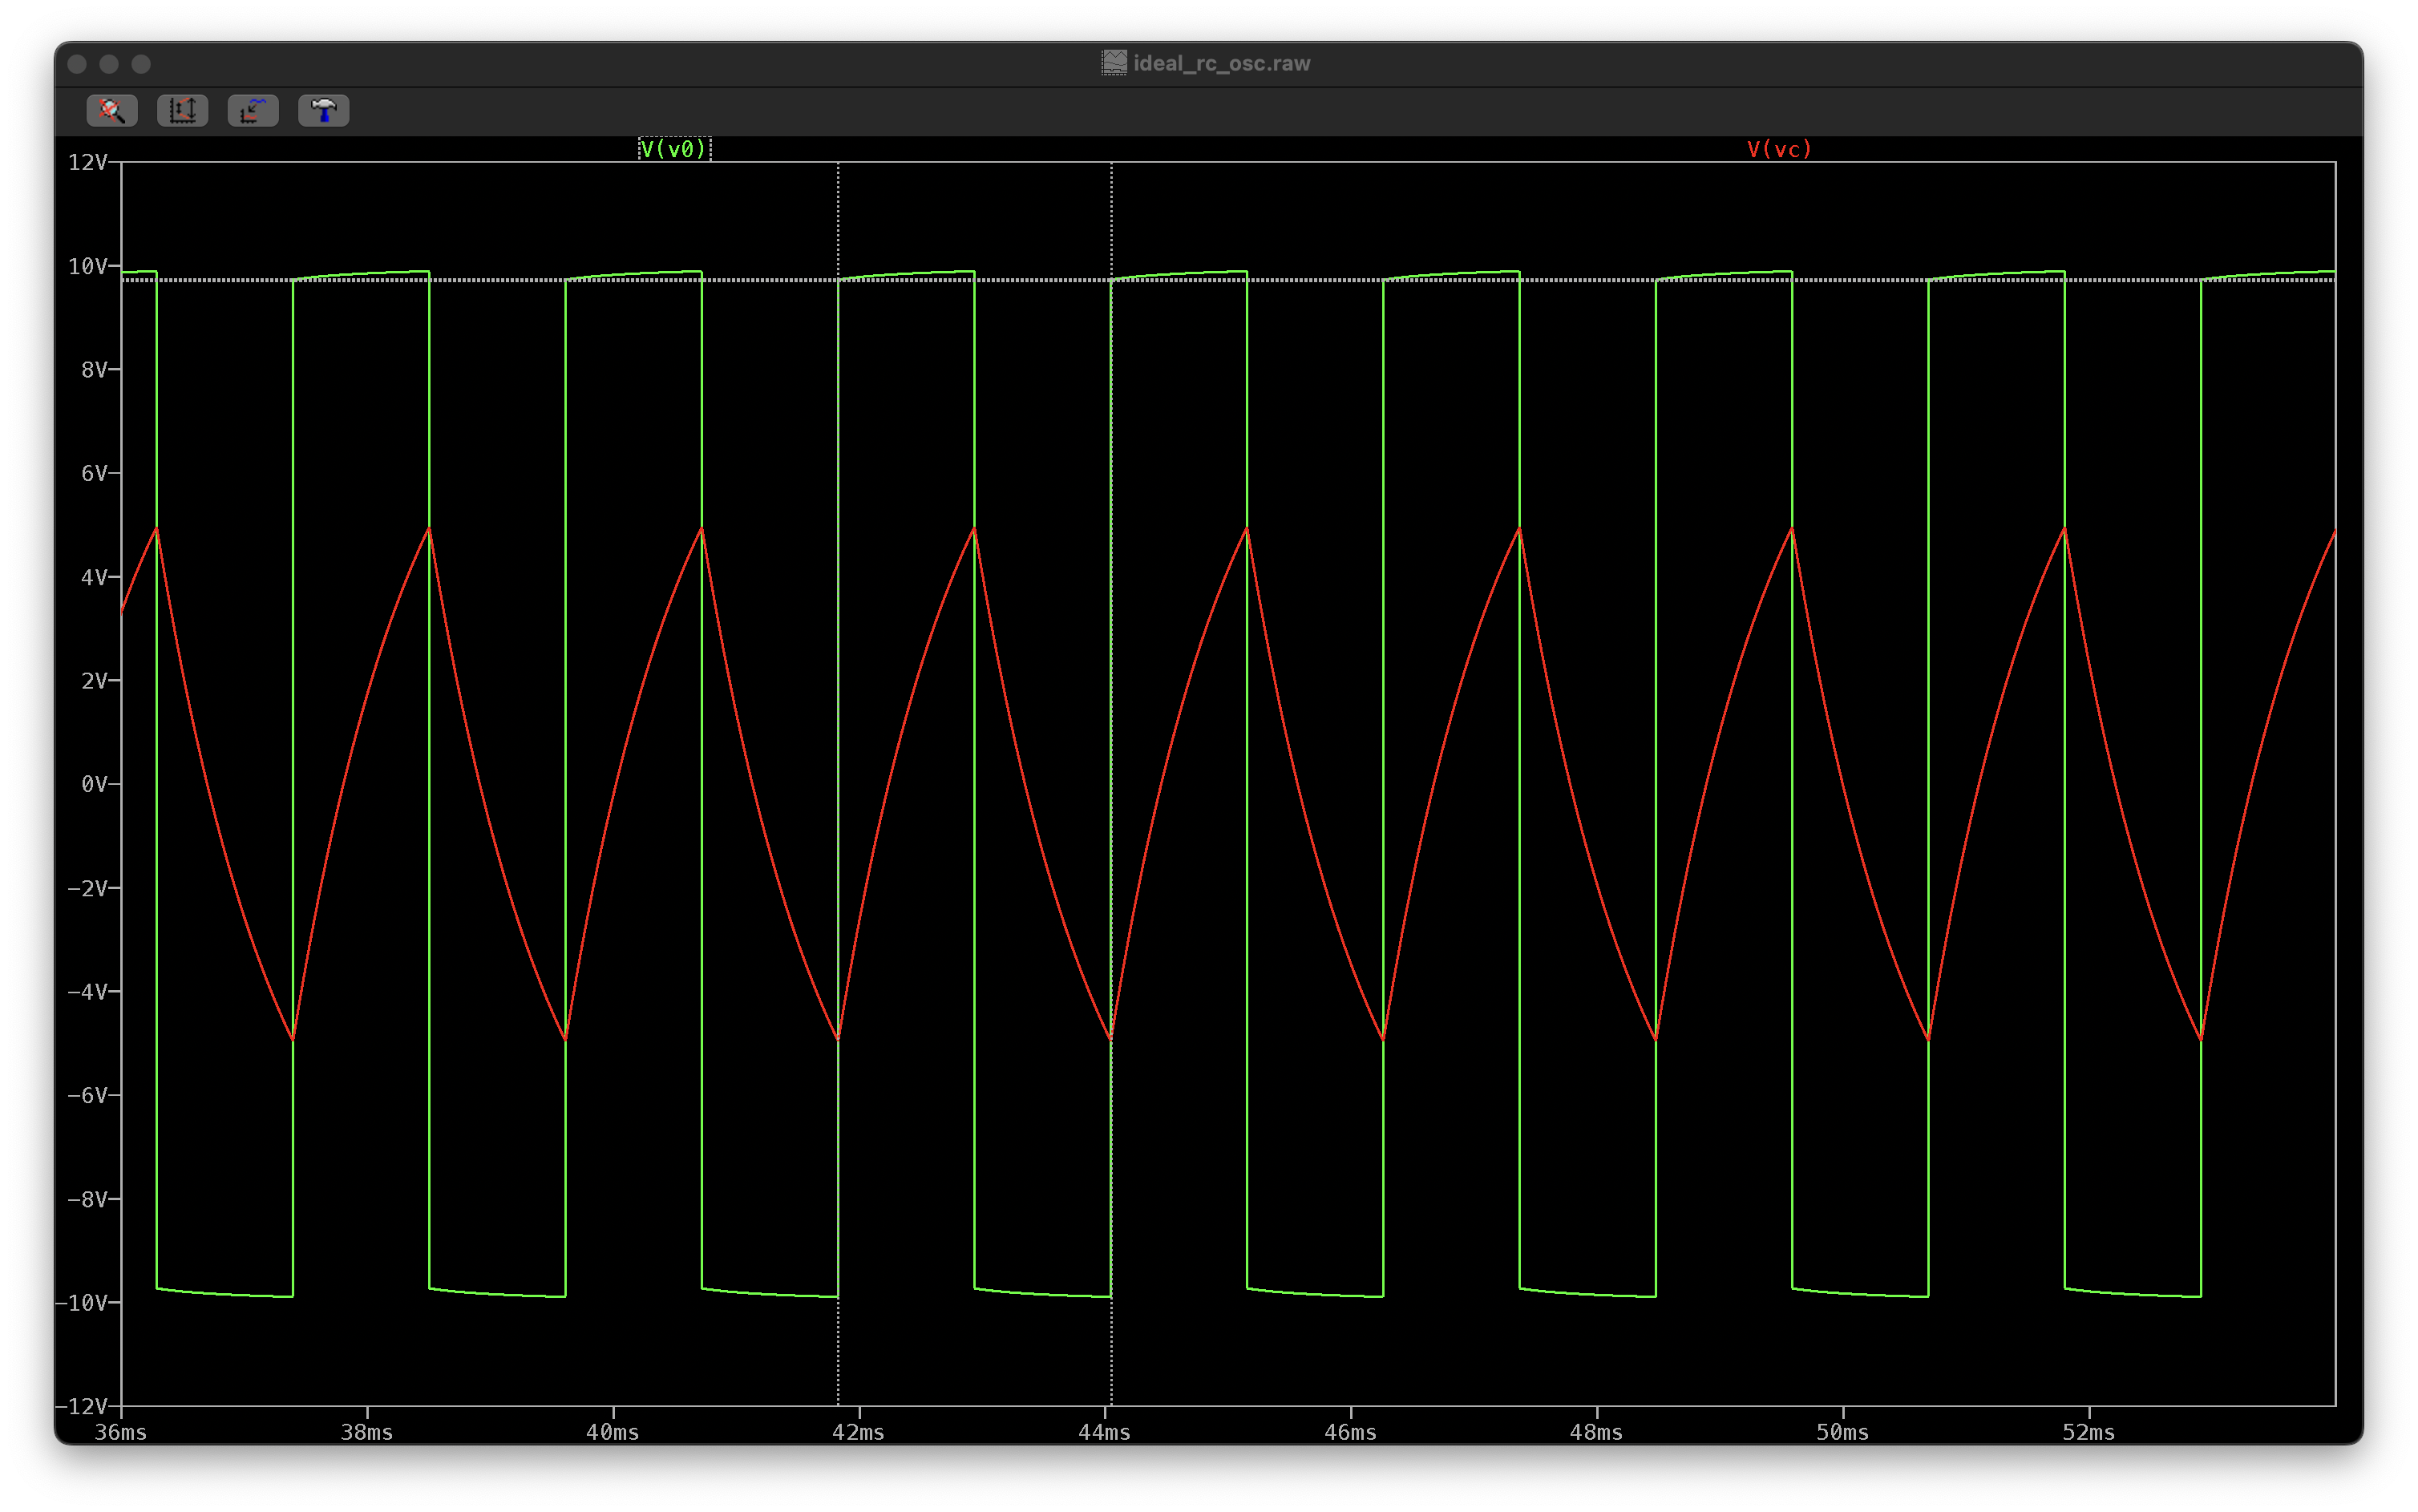 ideal_rc_osc.raw
V(v0) V(vc)
12V
10V
8V
6V
4V
2V
0V
−2V
−4V
−6V
−8V
−10V
−12V
36ms 38ms 40ms 42ms 44ms 46ms 48ms 50ms 52ms